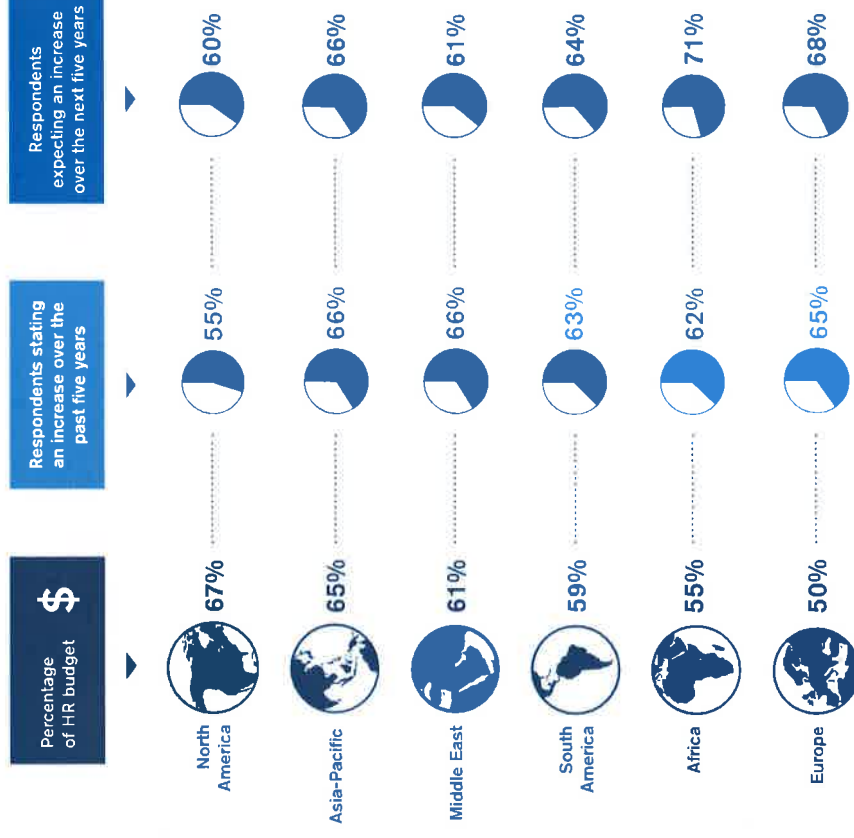 Percentage
of HR budget
$
Respondents stating
an increase over the
past five years
Respondents
expecting an increase
over the next five years
North
America
67%
55%
60%
Asia-Pacific
65%
66%
66%
Middle East
61%
66%
61%
South
America
59%
63%
64%
Africa
55%
62%
71%
Europe
50%
65%
68%